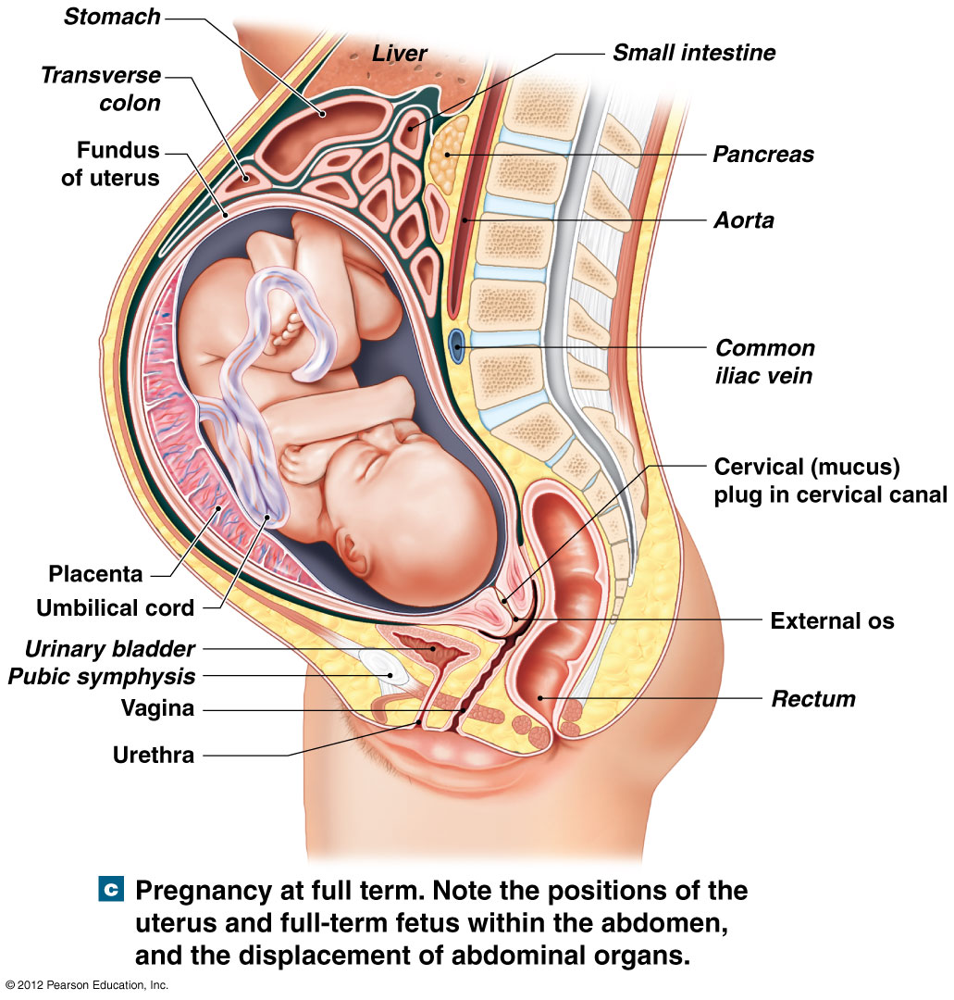 Stomach
Liver
Small intestine
Transverse
colon
Fundus
of uterus
Pancreas
Aorta
Common
iliac vein
Cervical (mucus)
plug in cervical canal
Placenta
Umbilical cord
External os
Urinary bladder
Pubic symphysis
Vagina
Rectum
Urethra
c Pregnancy at full term. Note the positions of the
uterus and full-term fetus within the abdomen,
and the displacement of abdominal organs.
© 2012 Pearson Education, Inc.